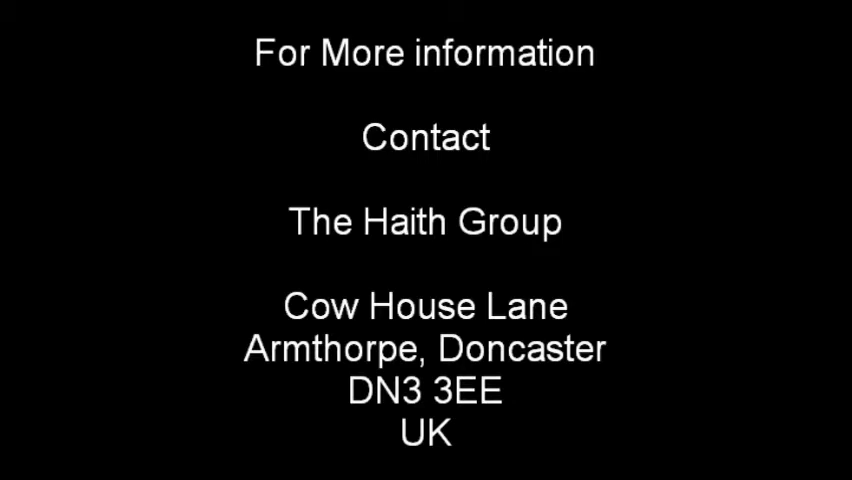 For More information
Contact
The Haith Group
Cow House Lane
Armthorpe, Doncaster
DN3 3EE
UK